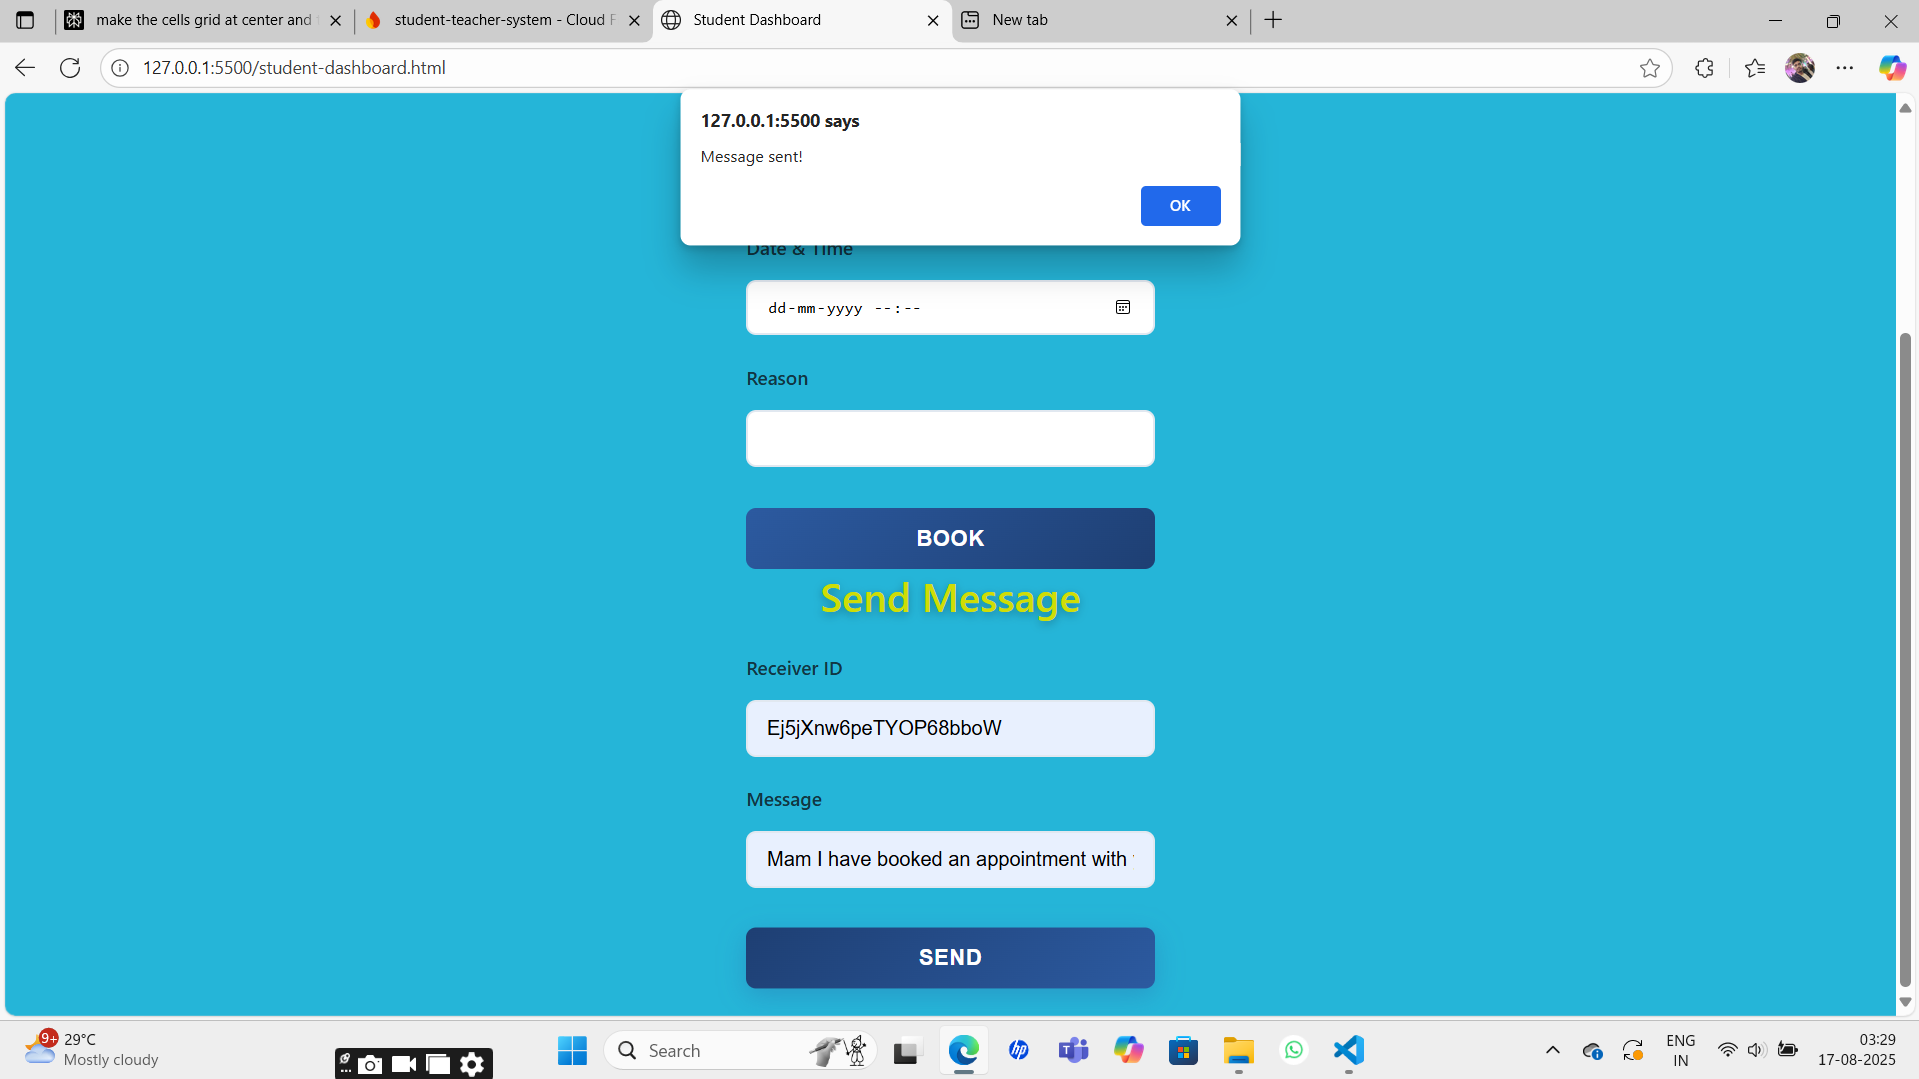 make the cells grid at center and
student-teacher-system - Cloud F
Student Dashboard
New tab
127.0.0.1:5500/student-dashboard.html
127.0.0.1:5500 says
Message sent!
OK
Date & Time
dd-mm-yyyy --:--
Reason
BOOK
Send Message
Receiver ID
Ej5jXnw6peTYOP68bboW
Message
Mam I have booked an appointment with
SEND
9+
29°C
Mostly cloudy
Search
hp
ENG
IN
03:29
17-08-2025